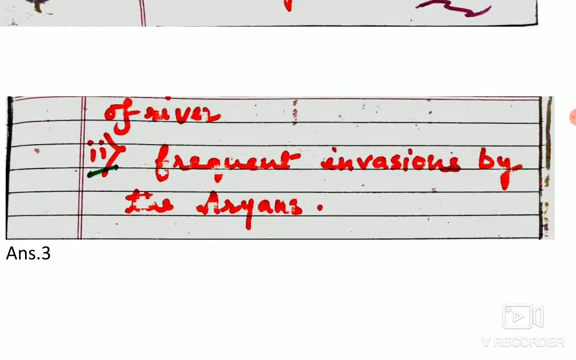 of river
ii) frequent invasions by
the Aryans.
Ans.3
V RECORDER